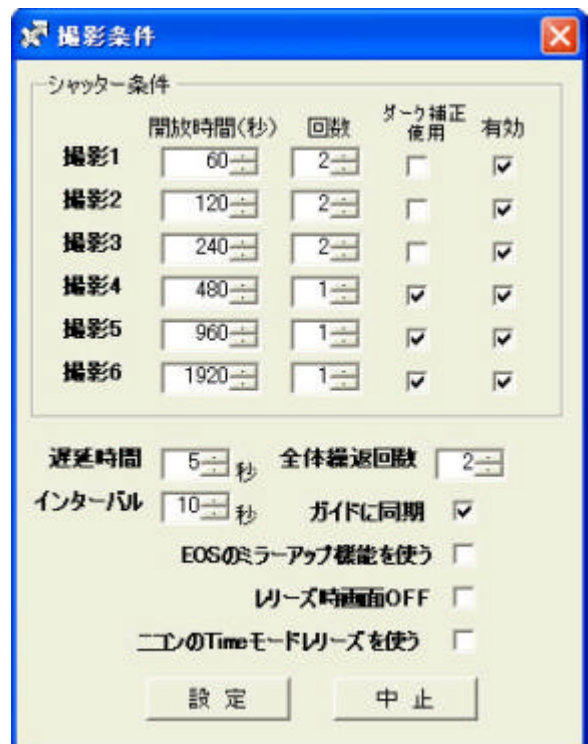 撮影条件
シャッター条件
開放時間(秒) 回数 ダーク補正使用 有効
撮影1 60 2
撮影2 120 2
撮影3 240 2
撮影4 480 1
撮影5 960 1
撮影6 1920 1
遅延時間 5 秒 全体繰返回数 2
インターバル 10 秒 ガイドに同期
EOSのミラーアップ機能を使う
レリーズ時画面OFF
ニコンのTimeモードレリーズを使う
設定 中止